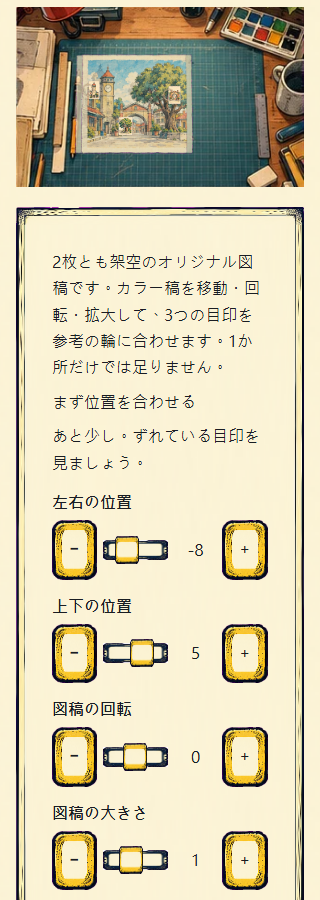 2枚とも架空のオリジナル図
稿です。カラー稿を移動・回
転・拡大して、3つの目印を
参考の輪に合わせます。1か
所だけでは足りません。
まず位置を合わせる
あと少し。ずれている目印を
見ましょう。
左右の位置
− -8 +
上下の位置
− 5 +
図稿の回転
− 0 +
図稿の大きさ
− 1 +